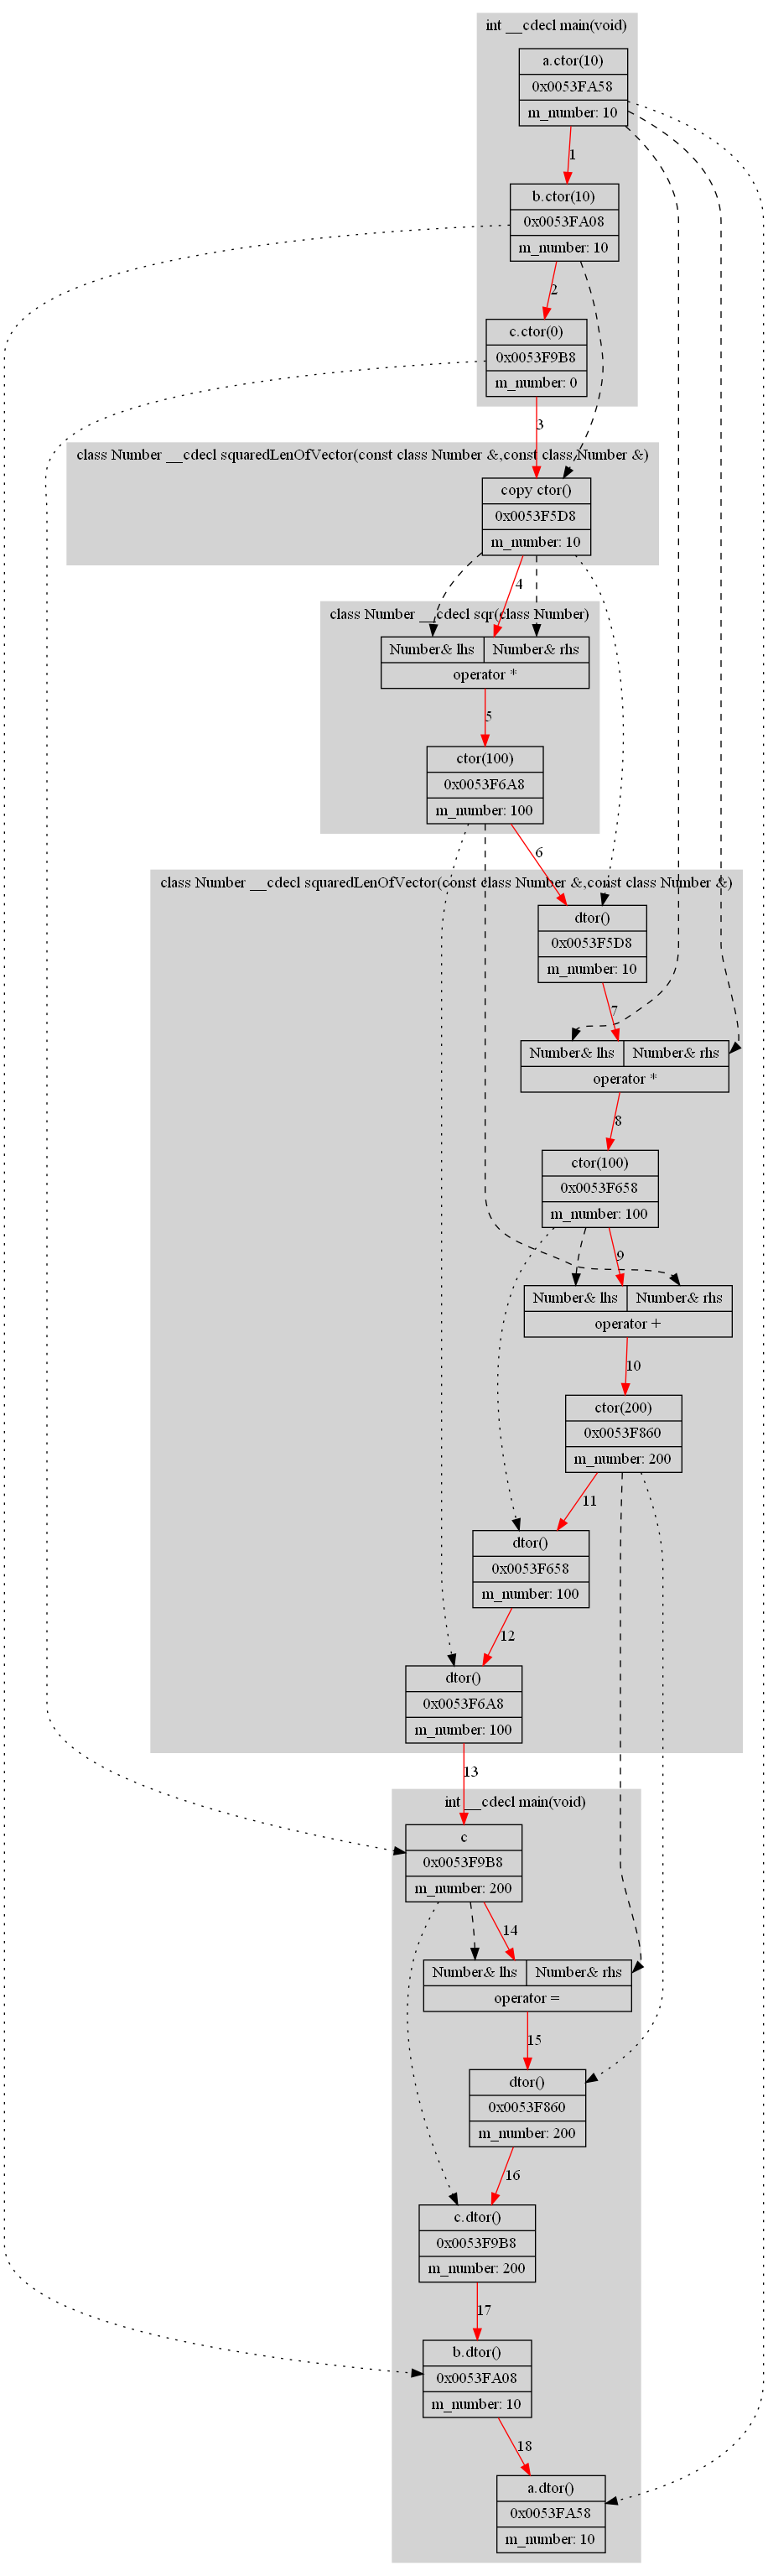 int __cdecl main(void)
a.ctor(10)
0x0053FA58
m_number: 10
1
b.ctor(10)
0x0053FA08
m_number: 10
2
c.ctor(0)
0x0053F9B8
m_number: 0
3
class Number __cdecl squaredLenOfVector(const class Number &,const class Number &)
copy ctor()
0x0053F5D8
m_number: 10
4
class Number __cdecl sqr(class Number)
Number& lhs Number& rhs
operator *
5
ctor(100)
0x0053F6A8
m_number: 100
6
class Number __cdecl squaredLenOfVector(const class Number &,const class Number &)
dtor()
0x0053F5D8
m_number: 10
7
Number& lhs Number& rhs
operator *
8
ctor(100)
0x0053F658
m_number: 100
9
Number& lhs Number& rhs
operator +
10
ctor(200)
0x0053F860
m_number: 200
11
dtor()
0x0053F658
m_number: 100
12
dtor()
0x0053F6A8
m_number: 100
13
int __cdecl main(void)
c
0x0053F9B8
m_number: 200
14
Number& lhs Number& rhs
operator =
15
dtor()
0x0053F860
m_number: 200
16
c.dtor()
0x0053F9B8
m_number: 200
17
b.dtor()
0x0053FA08
m_number: 10
18
a.dtor()
0x0053FA58
m_number: 10